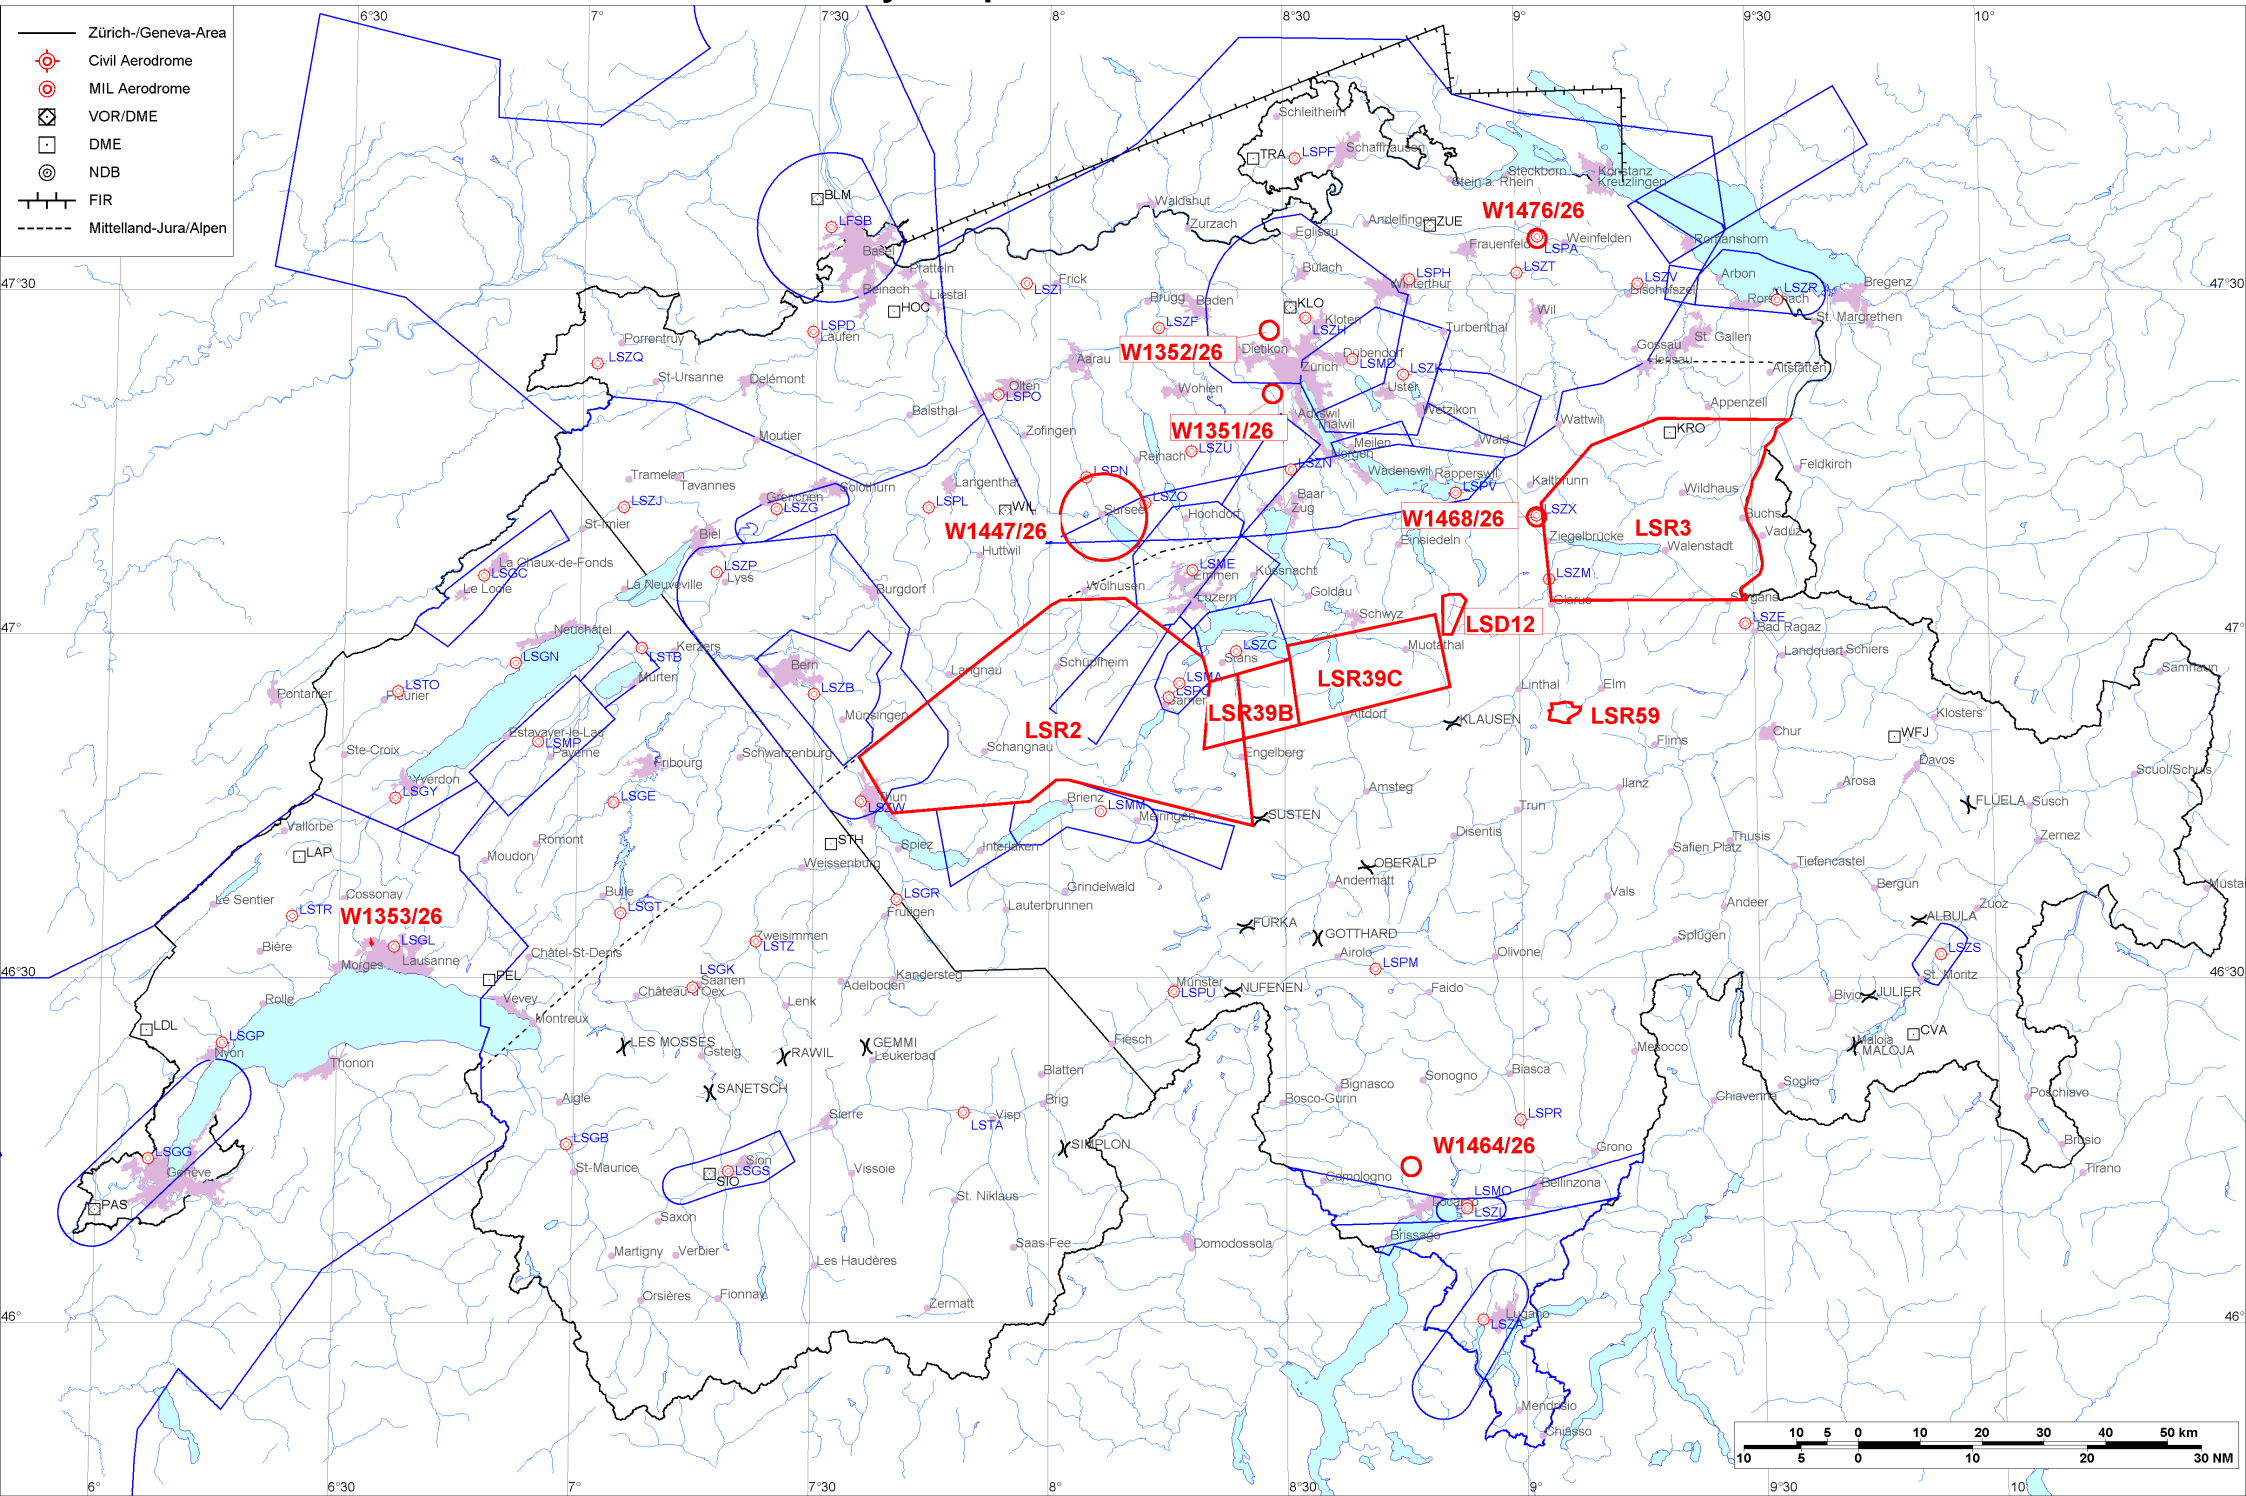 6°30
7°
7°30
8°
8°30
9°
9°30
10°
Zürich-/Geneva-Area
Civil Aerodrome
MIL Aerodrome
VOR/DME
DME
NDB
FIR
Mittelland-Jura/Alpen
Schleitheim
TRA
LSPF
Schaffhausen
Steckborn
Stein a. Rhein
Konstanz
Kreuzlingen
BLM
LFSB
Basel
Waldshut
Zurzach
Eglisau
Andelfingen
ZUE
W1476/26
LSPA
Weinfelden
Frauenfeld
Romanshorn
Pratteln
Reinach
Liestal
HOC
LSZI
Frick
Bülach
LSPH
Winterthur
LSZT
LSZV
Bischofszell
Arbon
LSZR
Rorschach
Bregenz
St. Margrethen
47°30
47°30
LSPD
Laufen
Porrentruy
LSZQ
St-Ursanne
Delémont
Brugg
Baden
LSZF
KLO
Kloten
LSZH
W1352/26
Dietikon
Zürich
Dübendorf
LSMD
LSZK
Uster
Turbenthal
Wil
Gossau
Herisau
St. Gallen
Altstätten
Appenzell
Aarau
Olten
LSPO
Balsthal
Wohlen
Wetzikon
Wattwil
Moutier
Zofingen
W1351/26
Adliswil
Thalwil
Meilen
Horgen
Wald
KRO
Feldkirch
Reinach
LSZU
LSZN
Wädenswil
Rapperswil
LSPV
Kaltbrunn
Wildhaus
Tramelan
Tavannes
LSZJ
St-Imier
Grenchen
LSZG
Solothurn
Langenthal
LSPL
WIL
LSPN
LSZO
Sursee
Hochdorf
Baar
Zug
W1447/26
W1468/26
LSZX
LSR3
Buchs
Vaduz
Biel
Huttwil
Einsiedeln
Ziegelbrücke
Walenstadt
La Chaux-de-Fonds
LSGC
Le Locle
LSZP
Lyss
La Neuveville
Burgdorf
Wolhusen
LSME
Emmen
Luzern
Küssnacht
Goldau
LSZM
Glarus
Sargans
LSZE
Bad Ragaz
47°
47°
Neuchâtel
Kerzers
LSTB
LSGN
Murten
Bern
LSZB
Langnau
Schüpfheim
Schwyz
LSD12
Muotathal
LSZC
Stans
LSR39C
Landquart
Schiers
Samnaun
Pontarlier
LSTO
Fleurier
Münsingen
LSMA
LSPG
Sarnen
LSR39B
Altdorf
Linthal
Elm
LSR59
Klosters
Estavayer-le-Lac
LSMP
Payerne
Ste-Croix
Schwarzenburg
Schangnau
LSR2
Engelberg
KLAUSEN
Flims
Chur
WFJ
Davos
Scuol/Schuls
Yverdon
LSGY
Fribourg
LSGE
Thun
LSZW
Brienz
LSMM
Meiringen
SUSTEN
Amsteg
Trun
Ilanz
Arosa
FLÜELA
Susch
Vallorbe
LAP
Romont
Moudon
STH
Weissenburg
Spiez
Interlaken
OBERALP
Disentis
Safien Platz
Thusis
Tiefencastel
Zernez
Le Sentier
Cossonay
LSTR
W1353/26
Bulle
LSGT
LSGR
Frutigen
Grindelwald
Lauterbrunnen
Andermatt
Vals
Andeer
Bergün
Zuoz
Müstair
Bière
LSGL
Lausanne
Morges
Châtel-St-Denis
Zweisimmen
LSTZ
FURKA
GOTTHARD
Airolo
Olivone
Splügen
ALBULA
LSZS
St. Moritz
46°30
46°30
PEL
Rolle
Vevey
Montreux
LSGK
Saanen
Château-d'Oex
Adelboden
Kandersteg
Lenk
Münster
LSPU
NUFENEN
LSPM
Faido
Bivio
JULIER
LDL
LSGP
Nyon
Thonon
LES MOSSES
Gsteig
RAWIL
GEMMI
Leukerbad
Fiesch
Mesocco
Maloja
MALOJA
CVA
SANETSCH
Blatten
Brig
Bignasco
Bosco-Gurin
Sonogno
Biasca
Chiavenna
Soglio
Poschiavo
Aigle
LSGB
Sierre
LSTA
Visp
SIMPLON
LSPR
W1464/26
Grono
Brusio
Tirano
LSGG
Genève
PAS
St-Maurice
Sion
LSGS
SIO
Vissoie
St. Niklaus
Comologno
LSMO
Locarno
LSZL
Bellinzona
Saxon
Martigny
Verbier
Les Haudères
Saas-Fee
Domodossola
Brissago
Orsières
Fionnay
Zermatt
46°
46°
Lugano
LSZA
Mendrisio
Chiasso
10 5 0 10 20 30 40 50 km
10 5 0 10 20 30 NM
6°
6°30
7°
7°30
8°
8°30
9°
9°30
10°